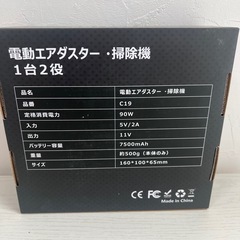 電動エアダスター・掃除機
1台2役
品名 電動エアダスター・掃除機
品番 C19
定格消費電力 90W
入力 5V/2A
出力 11V
バッテリー容量 7500mAh
重量 約500g（本体のみ）
サイズ 160*100*65mm
CE FC
Made in China